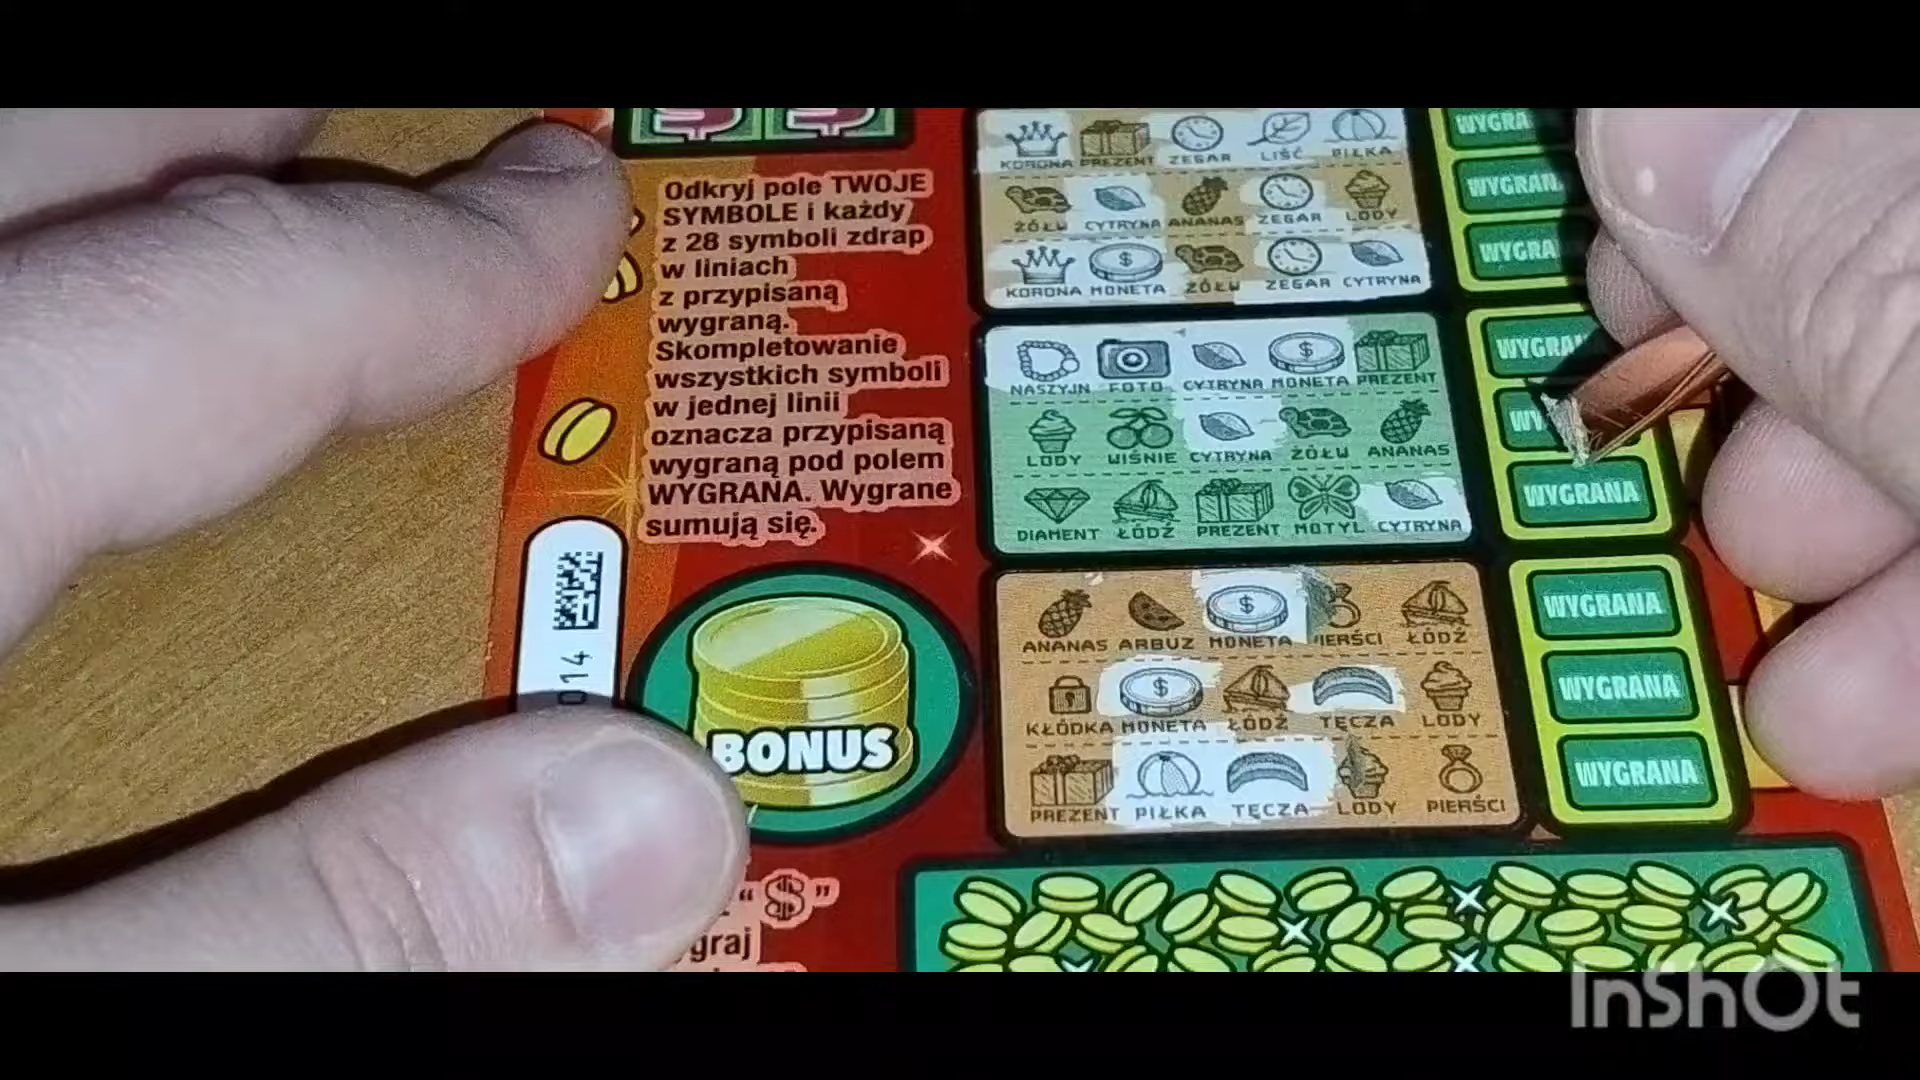 Odkryj pole TWOJE
SYMBOLE i każdy
z 28 symboli zdrap
w liniach
z przypisaną
wygraną.
Skompletowanie
wszystkich symboli
w jednej linii
oznacza przypisaną
wygraną pod polem
WYGRANA. Wygrane
sumują się.
014
BONUS
"$"
graj
KORONA PREZENT ZEGAR LIŚĆ PIŁKA
ŻÓŁW CYTRYNA ANANAS ZEGAR LODY
KORONA MONETA ŻÓŁW ZEGAR CYTRYNA
NASZYJN FOTO CYTRYNA MONETA PREZENT
LODY WIŚNIE CYTRYNA ŻÓŁW ANANAS
DIAMENT ŁÓDŹ PREZENT MOTYL CYTRYNA
ANANAS ARBUZ MONETA IERŚCI ŁÓDŹ
KŁÓDKA MONETA ŁÓDŹ TĘCZA LODY
PREZENT PIŁKA TĘCZA LODY PIERŚCI
WYGRA
WYGRAN
WYGRA
WYGRA
WY
WYGRANA
WYGRANA
WYGRANA
WYGRANA
InShOt